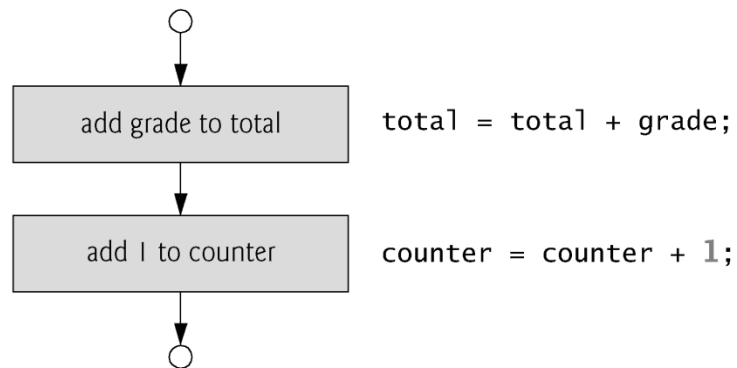 add grade to total
total = total + grade;
add 1 to counter
counter = counter + 1;